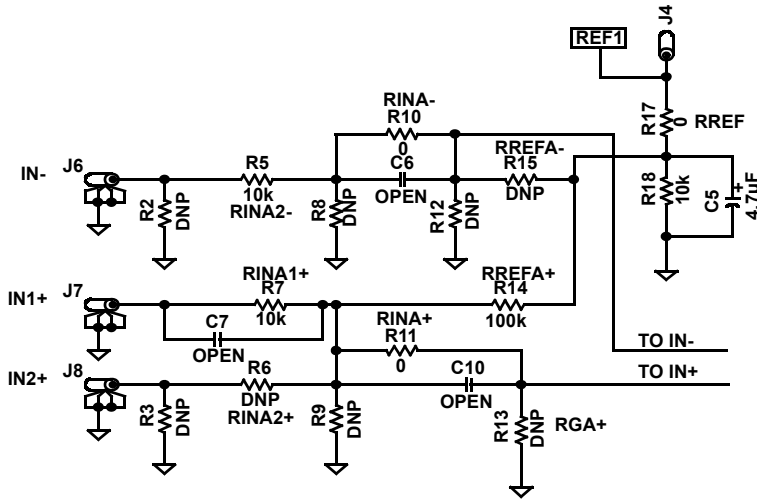 J4
REF1
RINA-
R10
0
R17
0
RREF
IN-
J6
R5
10k
RINA2-
C6
OPEN
RREFA-
R15
DNP
R2
DNP
R8
DNP
R12
DNP
R18
10k
C5
+
4.7µF
IN1+
J7
RINA1+
R7
10k
C7
OPEN
RREFA+
R14
100k
RINA+
R11
0
TO IN-
IN2+
J8
R6
DNP
RINA2+
C10
OPEN
TO IN+
R3
DNP
R9
DNP
R13
DNP
RGA+